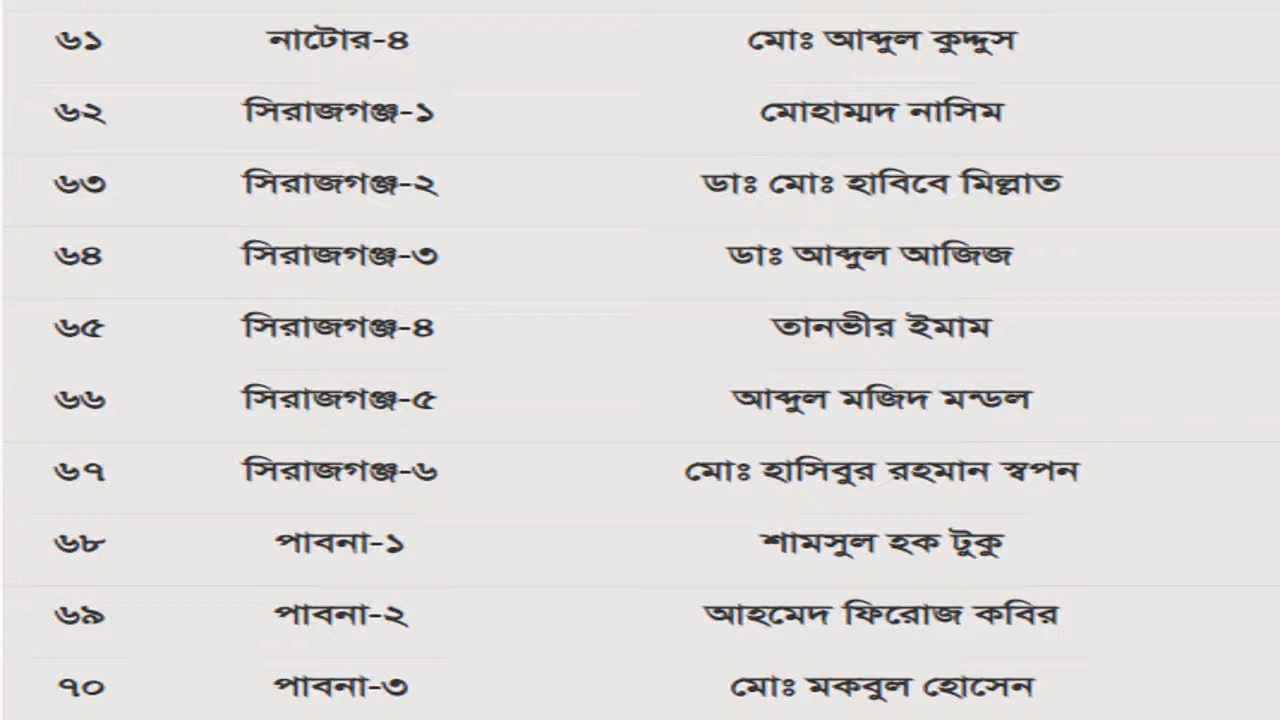 ৬১ নাটোর-৪ মোঃ আব্দুল কুদ্দুস
৬২ সিরাজগঞ্জ-১ মোহাম্মদ নাসিম
৬৩ সিরাজগঞ্জ-২ ডাঃ মোঃ হাবিবে মিল্লাত
৬৪ সিরাজগঞ্জ-৩ ডাঃ আব্দুল আজিজ
৬৫ সিরাজগঞ্জ-৪ তানভীর ইমাম
৬৬ সিরাজগঞ্জ-৫ আব্দুল মজিদ মন্ডল
৬৭ সিরাজগঞ্জ-৬ মোঃ হাসিবুর রহমান স্বপন
৬৮ পাবনা-১ শামসুল হক টুকু
৬৯ পাবনা-২ আহমেদ ফিরোজ কবির
৭০ পাবনা-৩ মোঃ মকবুল হোসেন